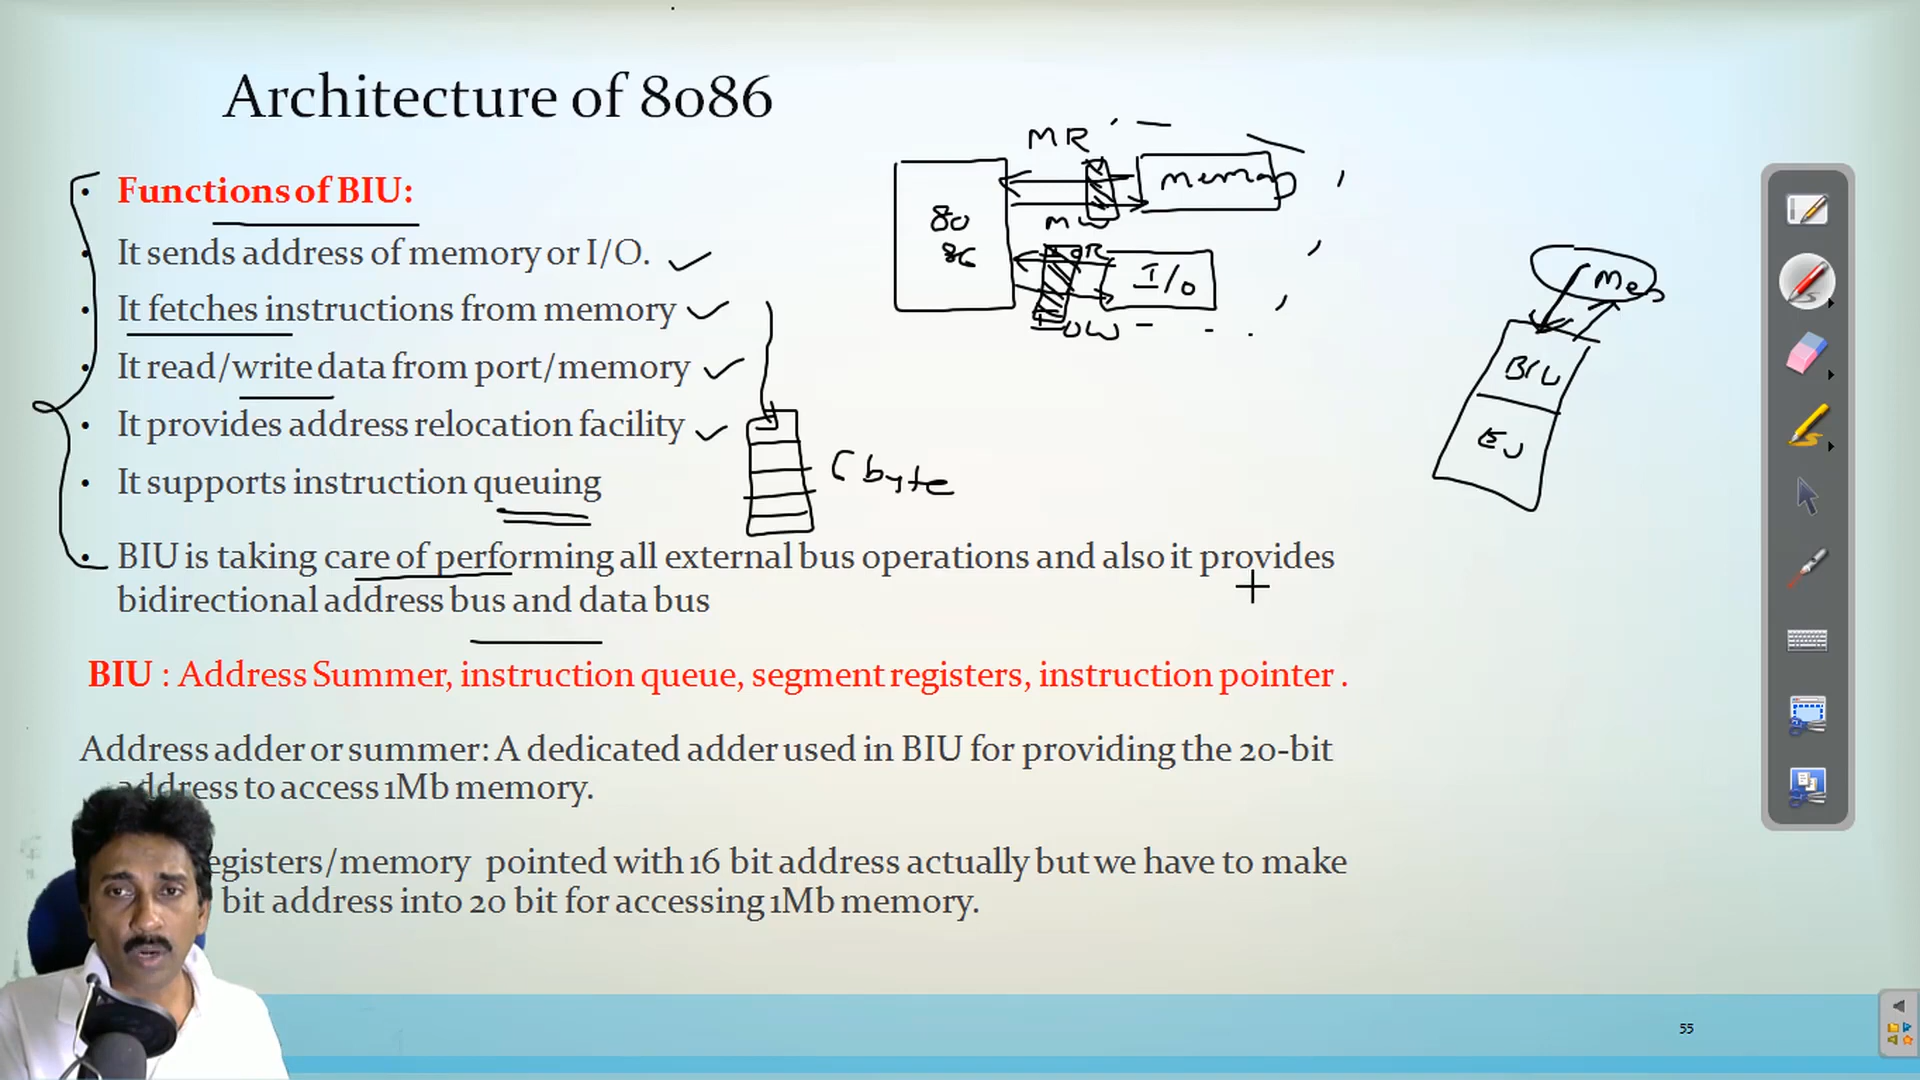 Architecture of 8086
• Functions of BIU:
• It sends address of memory or I/O.
• It fetches instructions from memory
• It read/write data from port/memory
• It provides address relocation facility
• It supports instruction queuing
• BIU is taking care of performing all external bus operations and also it provides
bidirectional address bus and data bus
BIU : Address Summer, instruction queue, segment registers, instruction pointer .
Address adder or summer: A dedicated adder used in BIU for providing the 20-bit
address to access 1Mb memory.
egisters/memory pointed with 16 bit address actually but we have to make
bit address into 20 bit for accessing 1Mb memory.
MR
80
86
MW
I/O
byte
BIU
EU
55